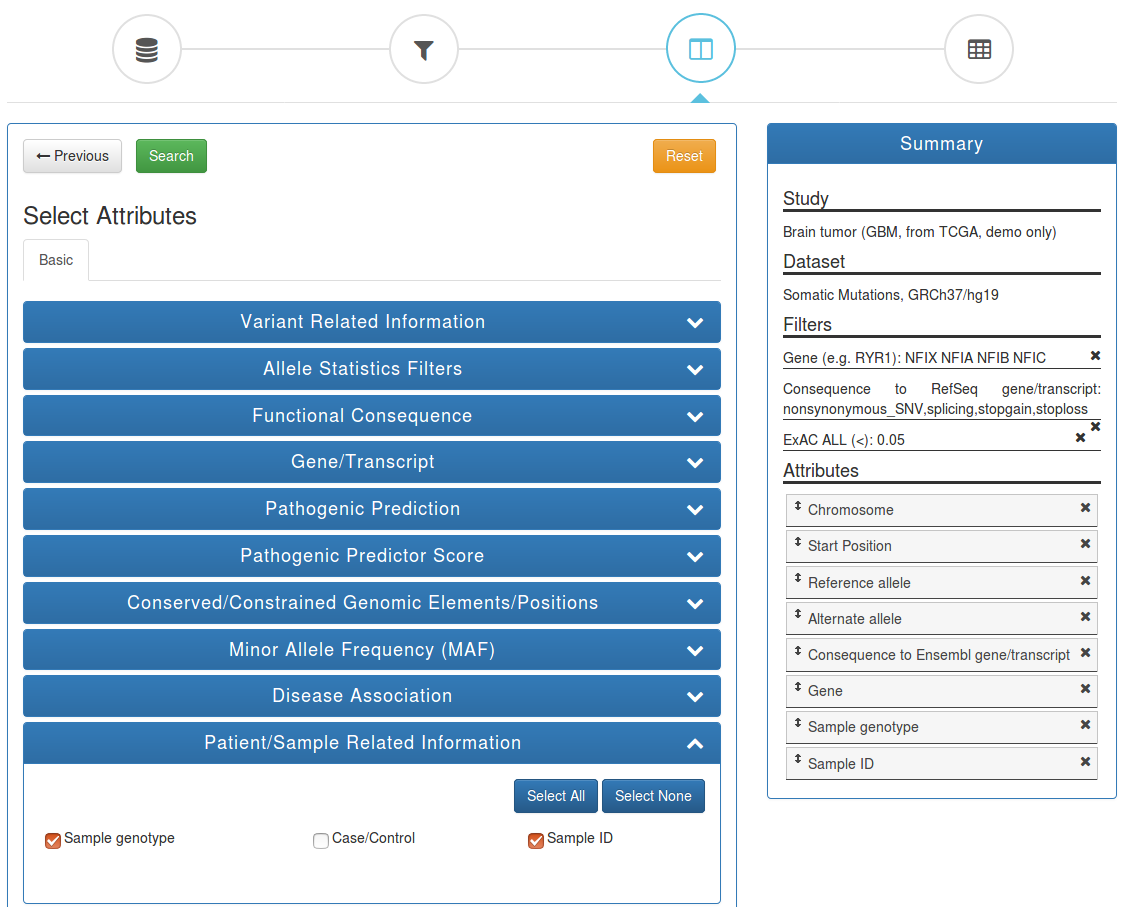 Previous
Search
Reset
Select Attributes
Basic
Variant Related Information
Allele Statistics Filters
Functional Consequence
Gene/Transcript
Pathogenic Prediction
Pathogenic Predictor Score
Conserved/Constrained Genomic Elements/Positions
Minor Allele Frequency (MAF)
Disease Association
Patient/Sample Related Information
Select All
Select None
Sample genotype
Case/Control
Sample ID
Summary
Study
Brain tumor (GBM, from TCGA, demo only)
Dataset
Somatic Mutations, GRCh37/hg19
Filters
Gene (e.g. RYR1): NFIX NFIA NFIB NFIC
Consequence to RefSeq gene/transcript:
nonsynonymous_SNV,splicing,stopgain,stoploss
ExAC ALL (<): 0.05
Attributes
Chromosome
Start Position
Reference allele
Alternate allele
Consequence to Ensembl gene/transcript
Gene
Sample genotype
Sample ID